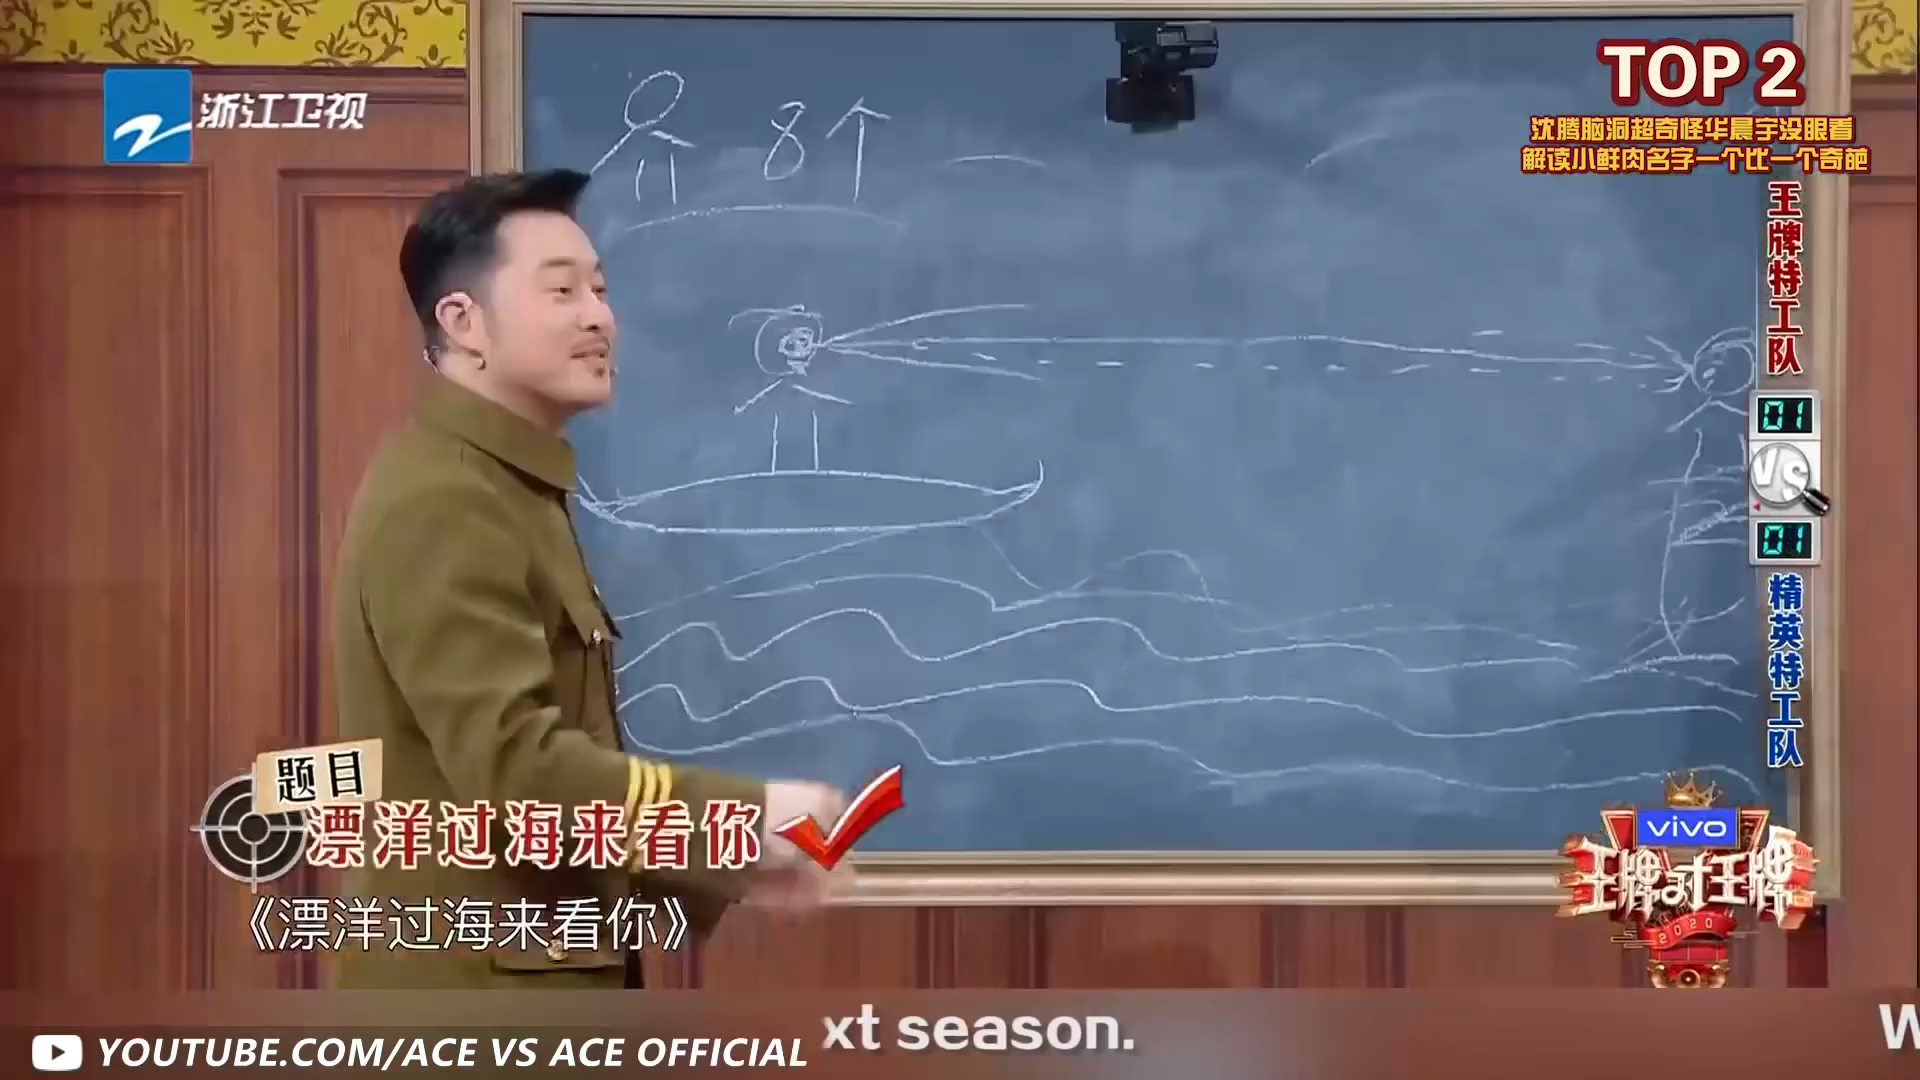 浙江卫视
TOP 2
沈腾脑洞超奇怪华晨宇没眼看
解读小鲜肉名字一个比一个奇葩
8个
王牌特工队
01
VS
01
精英特工队
题目
漂洋过海来看你
《漂洋过海来看你》
vivo
王牌对王牌
2020
xt season.
W
YOUTUBE.COM/ACE VS ACE OFFICIAL